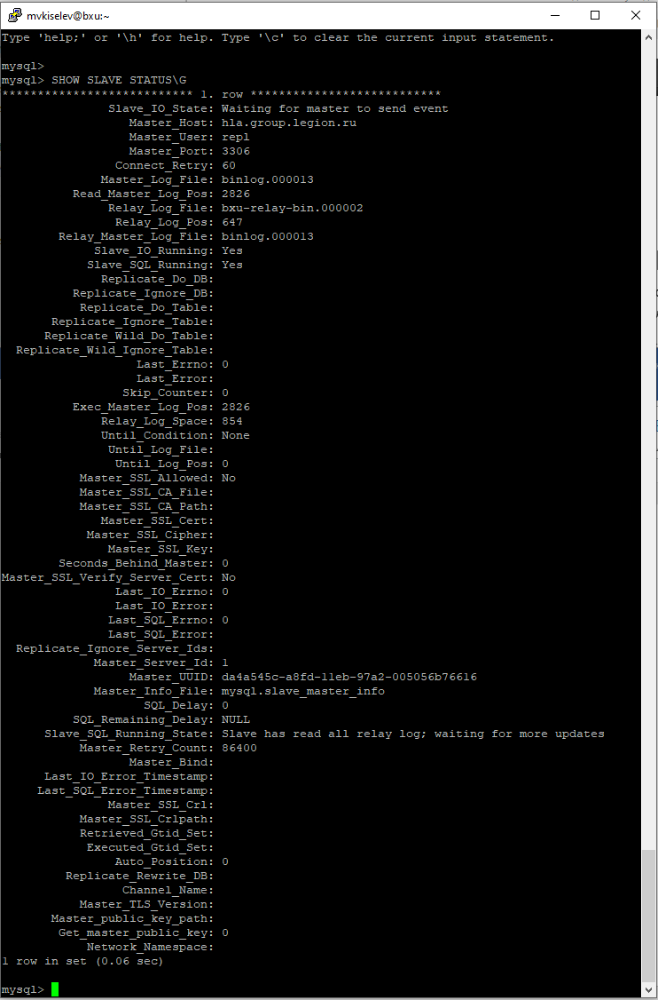 mvkiselev@bxu:~
Type 'help;' or '\h' for help. Type '\c' to clear the current input statement.
mysql>
mysql> SHOW SLAVE STATUS\G
*************************** 1. row ***************************
Slave_IO_State: Waiting for master to send event
Master_Host: hla.group.legion.ru
Master_User: repl
Master_Port: 3306
Connect_Retry: 60
Master_Log_File: binlog.000013
Read_Master_Log_Pos: 2826
Relay_Log_File: bxu-relay-bin.000002
Relay_Log_Pos: 647
Relay_Master_Log_File: binlog.000013
Slave_IO_Running: Yes
Slave_SQL_Running: Yes
Replicate_Do_DB:
Replicate_Ignore_DB:
Replicate_Do_Table:
Replicate_Ignore_Table:
Replicate_Wild_Do_Table:
Replicate_Wild_Ignore_Table:
Last_Errno: 0
Last_Error:
Skip_Counter: 0
Exec_Master_Log_Pos: 2826
Relay_Log_Space: 854
Until_Condition: None
Until_Log_File:
Until_Log_Pos: 0
Master_SSL_Allowed: No
Master_SSL_CA_File:
Master_SSL_CA_Path:
Master_SSL_Cert:
Master_SSL_Cipher:
Master_SSL_Key:
Seconds_Behind_Master: 0
Master_SSL_Verify_Server_Cert: No
Last_IO_Errno: 0
Last_IO_Error:
Last_SQL_Errno: 0
Last_SQL_Error:
Replicate_Ignore_Server_Ids:
Master_Server_Id: 1
Master_UUID: da4a545c-a8fd-11eb-97a2-005056b76616
Master_Info_File: mysql.slave_master_info
SQL_Delay: 0
SQL_Remaining_Delay: NULL
Slave_SQL_Running_State: Slave has read all relay log; waiting for more updates
Master_Retry_Count: 86400
Master_Bind:
Last_IO_Error_Timestamp:
Last_SQL_Error_Timestamp:
Master_SSL_Crl:
Master_SSL_Crlpath:
Retrieved_Gtid_Set:
Executed_Gtid_Set:
Auto_Position: 0
Replicate_Rewrite_DB:
Channel_Name:
Master_TLS_Version:
Master_public_key_path:
Get_master_public_key: 0
Network_Namespace:
1 row in set (0.06 sec)
mysql>